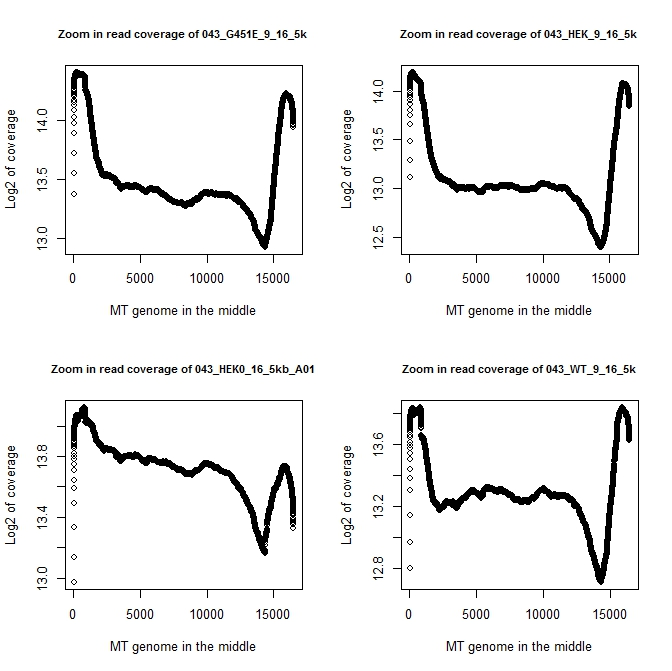 Zoom in read coverage of 043_G451E_9_16_5k
Log2 of coverage
14.0
13.5
13.0
0 5000 10000 15000
MT genome in the middle
Zoom in read coverage of 043_HEK_9_16_5k
Log2 of coverage
14.0
13.5
13.0
12.5
0 5000 10000 15000
MT genome in the middle
Zoom in read coverage of 043_HEK0_16_5kb_A01
Log2 of coverage
13.8
13.4
13.0
0 5000 10000 15000
MT genome in the middle
Zoom in read coverage of 043_WT_9_16_5k
Log2 of coverage
13.6
13.2
12.8
0 5000 10000 15000
MT genome in the middle